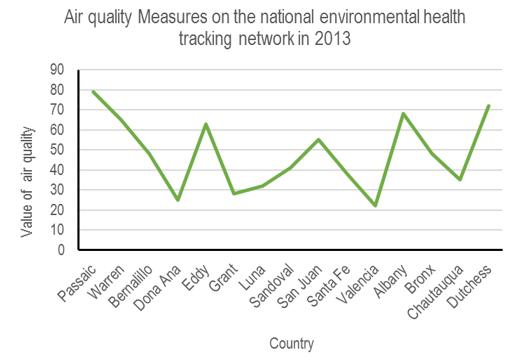 Air quality Measures on the national environmental health
tracking network in 2013
Value of air quality
90
80
70
60
50
40
30
20
10
0
Passaic
Warren
Bernalillo
Dona Ana
Eddy
Grant
Luna
Sandoval
San Juan
Santa Fe
Valencia
Albany
Bronx
Chautauqua
Dutchess
Country